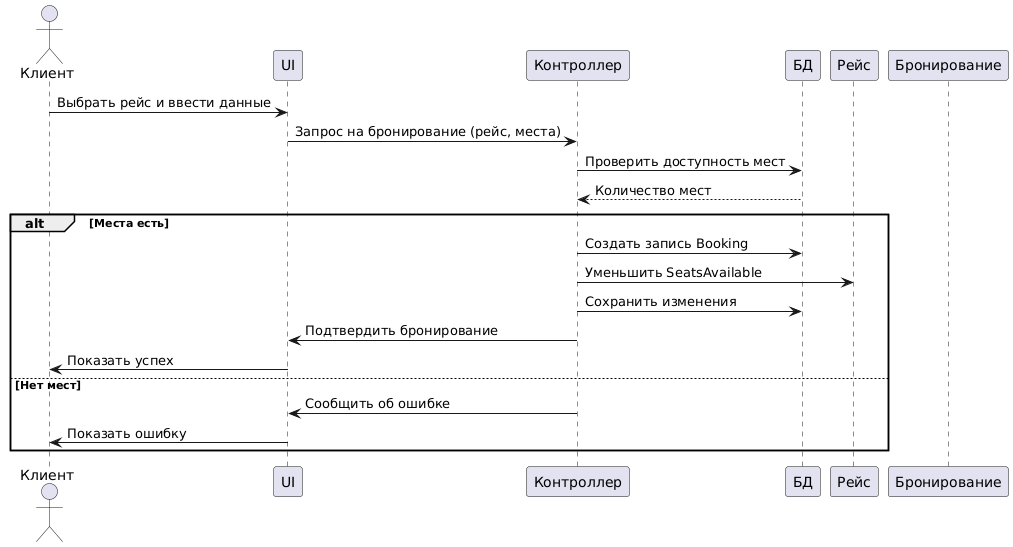 Клиент
UI
Контроллер
БД
Рейс
Бронирование
Выбрать рейс и ввести данные
Запрос на бронирование (рейс, места)
Проверить доступность мест
Количество мест
alt [Места есть]
Создать запись Booking
Уменьшить SeatsAvailable
Сохранить изменения
Подтвердить бронирование
Показать успех
[Нет мест]
Сообщить об ошибке
Показать ошибку
Клиент
UI
Контроллер
БД
Рейс
Бронирование